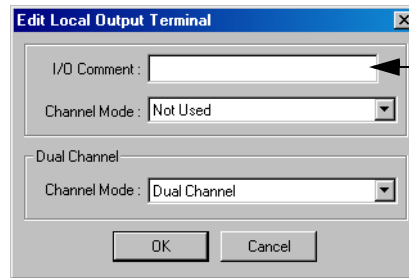 Edit Local Output Terminal
I/O Comment :
Channel Mode : Not Used
Dual Channel
Channel Mode : Dual Channel
OK Cancel